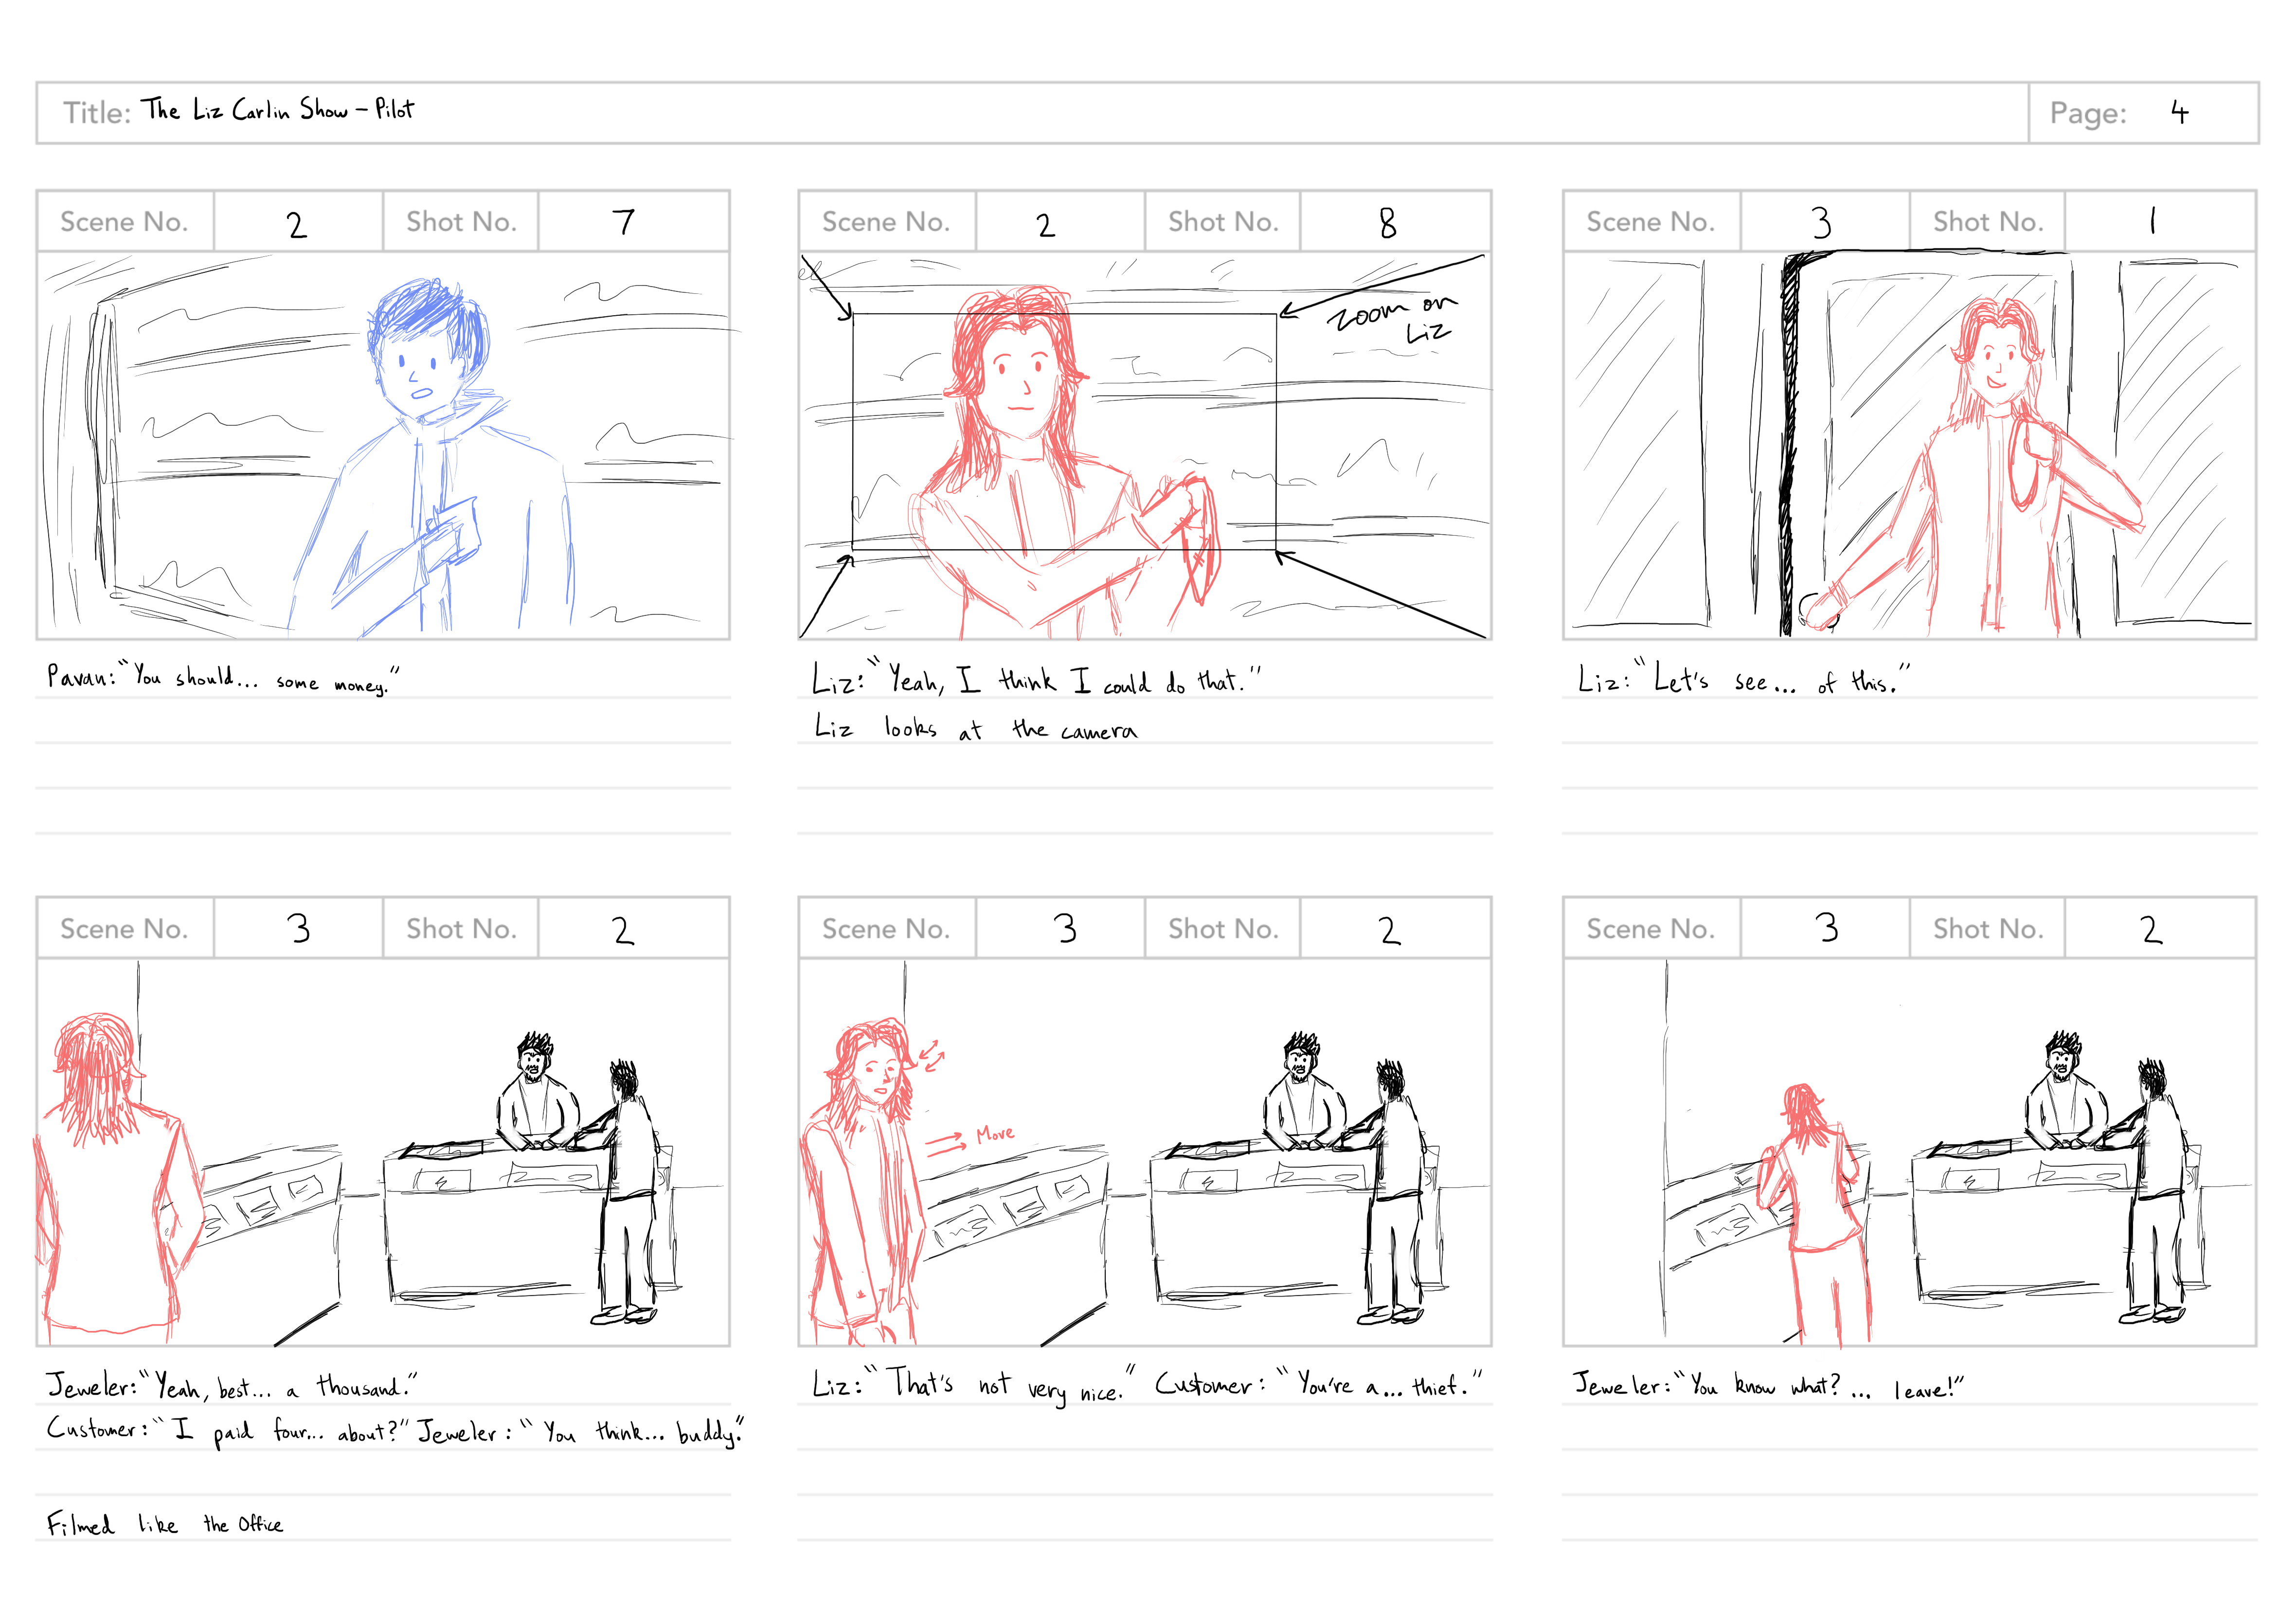 Title: The Liz Carlin Show - Pilot
Page: 4
Scene No. 2 Shot No. 7
Pavan: "You should... some money."
Scene No. 2 Shot No. 8
zoom on
Liz
Liz: "Yeah, I think I could do that."
Liz looks at the camera
Scene No. 3 Shot No. 1
Liz: "Let's see... of this."
Scene No. 3 Shot No. 2
Jeweler: "Yeah, best... a thousand."
Customer: "I paid four... about?" Jeweler: "You think... buddy."
Filmed like the Office
Scene No. 3 Shot No. 2
Move
Liz: "That's not very nice." Customer: "You're a... thief."
Scene No. 3 Shot No. 2
Jeweler: "You know what? ... leave!"